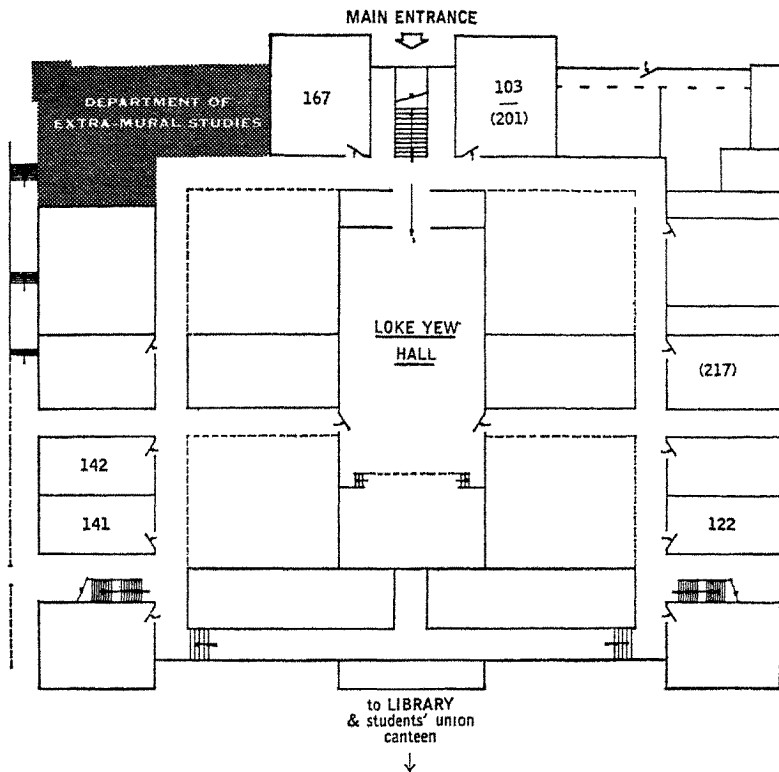 MAIN ENTRANCE
167
103
(201)
DEPARTMENT OF
EXTRA-MURAL STUDIES
LOKE YEW
HALL
(217)
142
141
122
to LIBRARY
& students' union
canteen